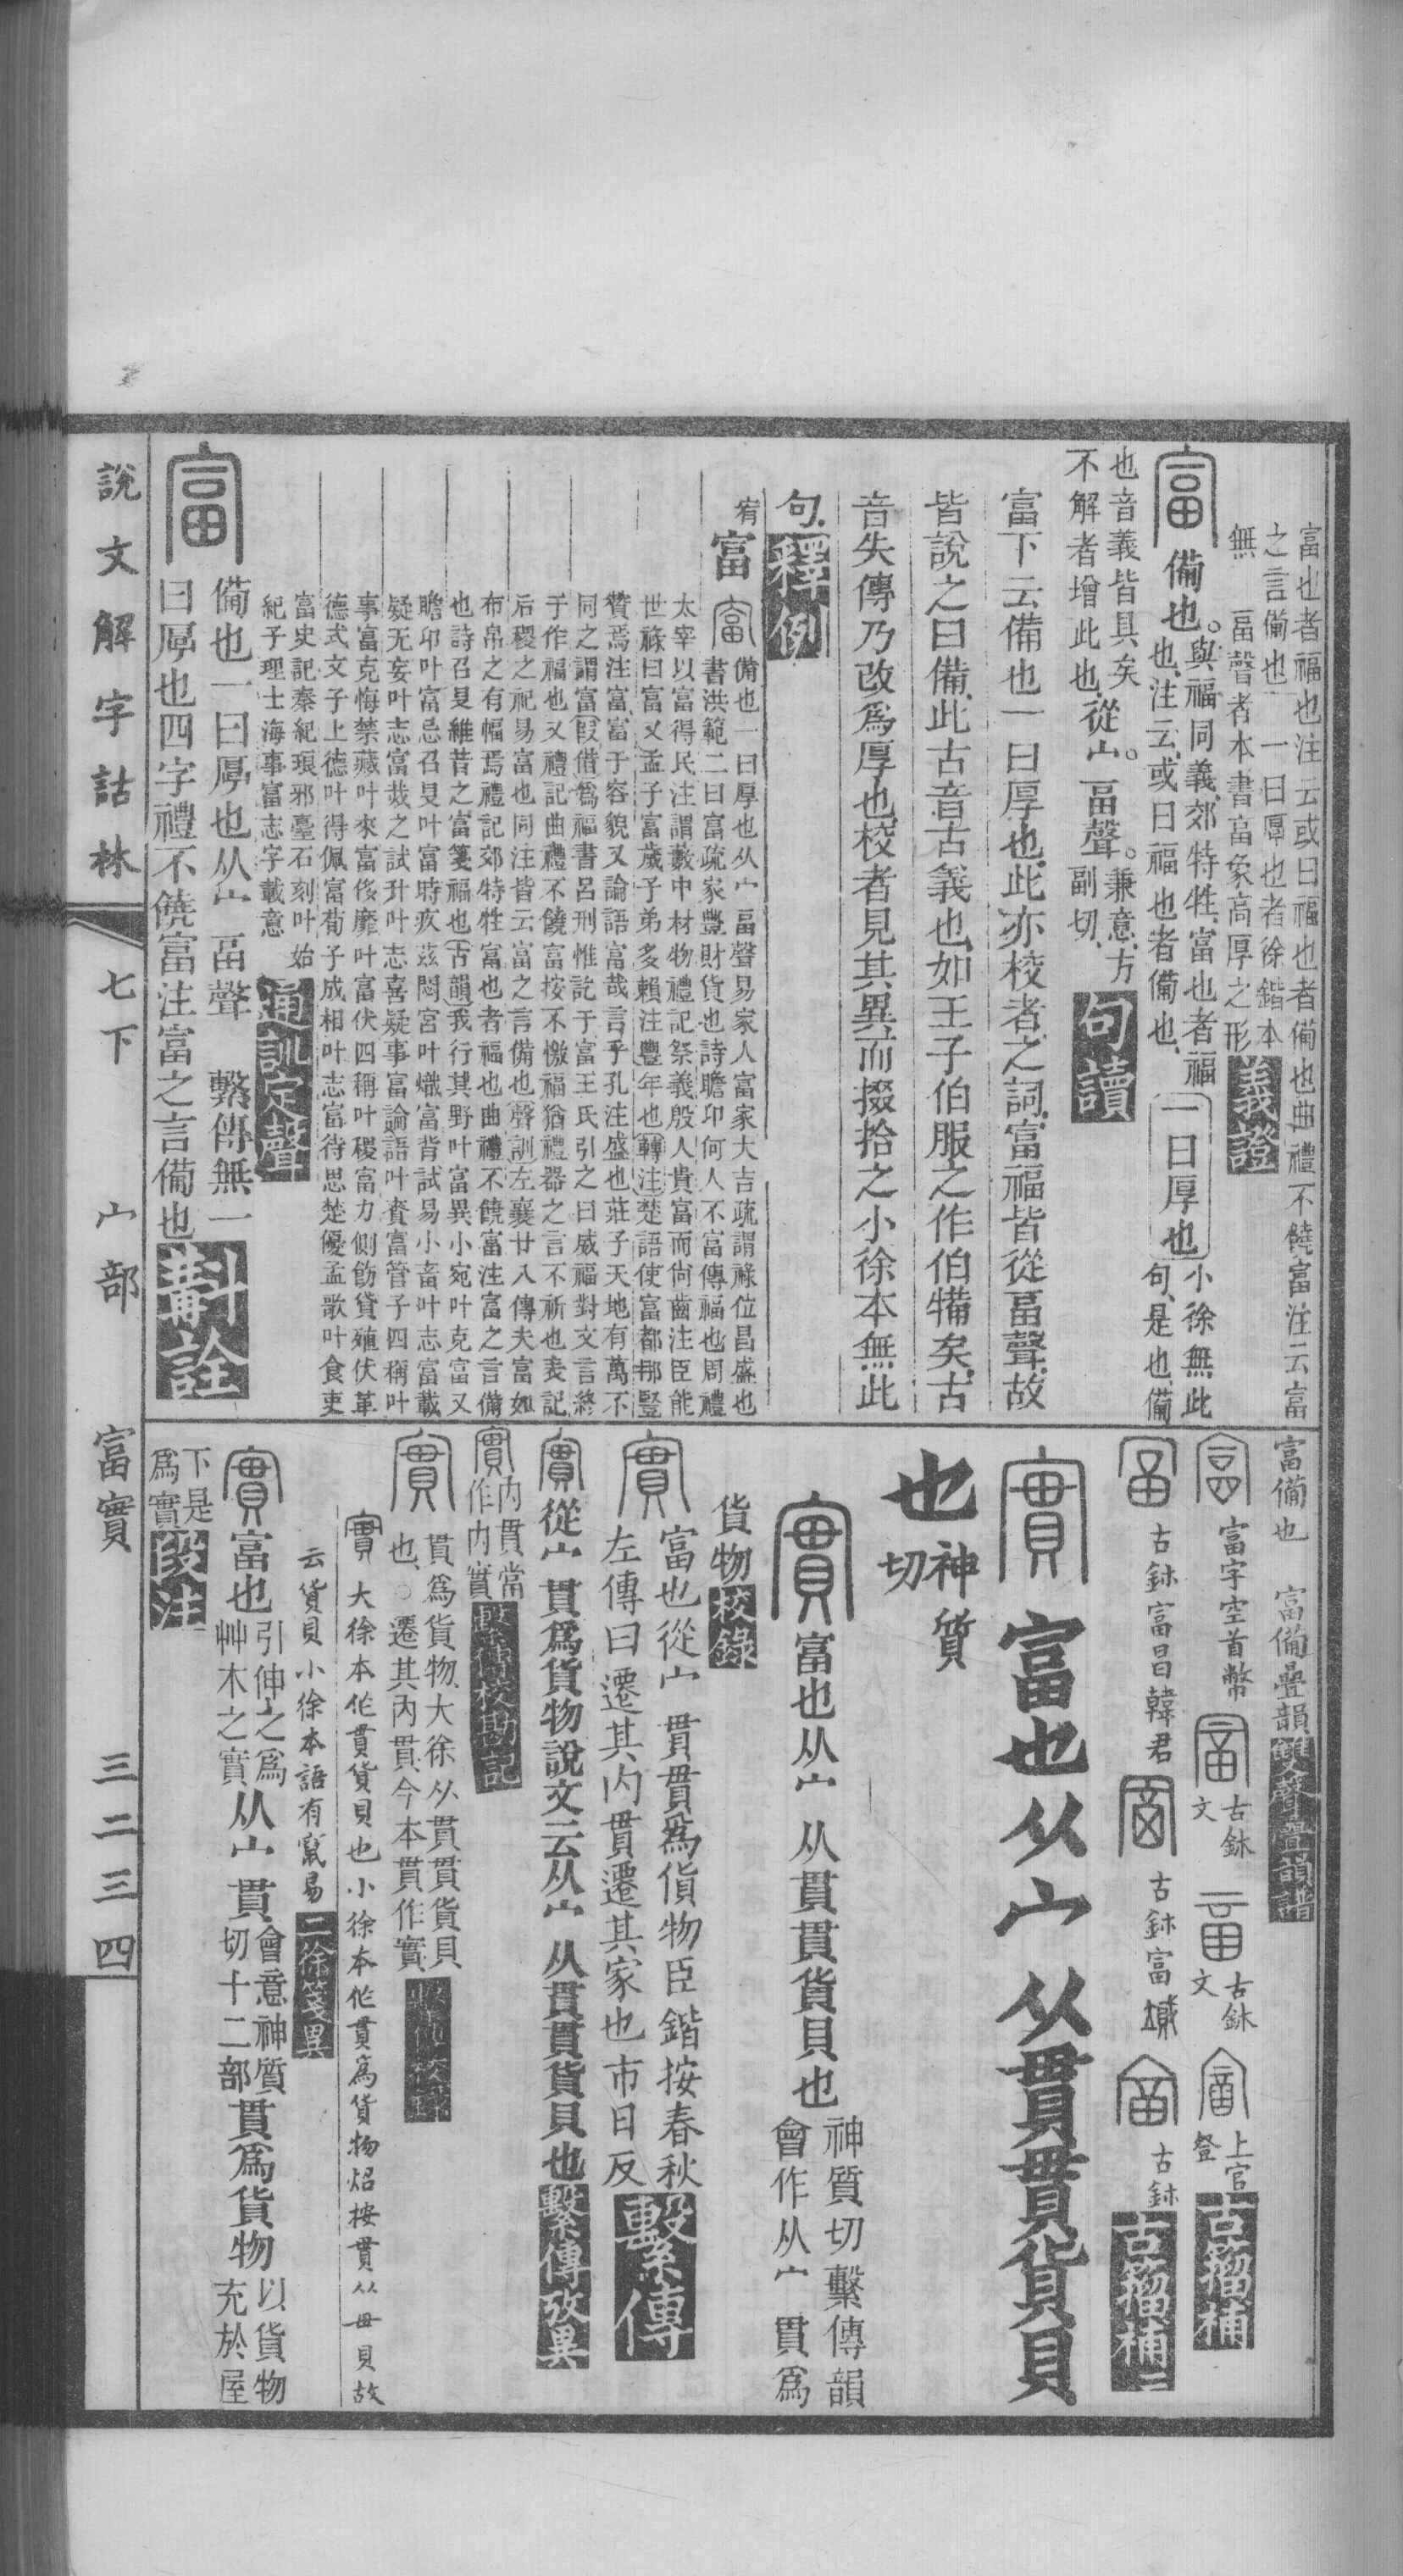 富也者福也注云或曰福也者備也曲禮不饒富注云富
之言備也　一曰厚也者徐鍇本
無　畐聲者本書畗象高厚之形
義證
富備也。與福同義、郊特牲、富也者福
也、注云、或曰福也者備也、
一曰厚也
小徐無此
句、是也、備
也音義皆具矣
不解者增此也、從宀。畐聲。兼意、方
副切、
句讀
富下云備也一曰厚也、此亦校者之詞、富福皆從畐聲、故
皆說之曰備、此古音古義也、如王子伯服之作伯犕矣、古
音失傳、乃改爲厚也、校者見其異而掇拾之、小徐本無此
句、
釋例
宥
富富備也一曰厚也从宀畐聲易家人富家大吉疏謂祿位昌盛也
書洪範二曰富疏家豐財貨也詩瞻卬何人不富傳福也周禮
太宰以富得民注謂藪中材物禮記祭義殷人貴富而尙齒注臣能
世祿曰富又孟子富歲子弟多賴注豐年也轉注楚語使富都那豎
贊焉注富富于容貌又論語富哉言乎孔注盛也莊子天地有萬不
同之謂富假借爲福書呂刑惟訖于富王氏引之曰威福對文言終
于作福也又禮記曲禮不饒富按不憿福猶禮器之言不祈也表記
后稷之祀易富也同注皆云富之言備也聲訓左襄廿八傳夫富如
布帛之有幅焉禮記郊特牲富也者福也曲禮不饒富注富之言備
也詩召旻維昔之富箋福也古韻我行其野叶富異小宛叶克富又
瞻卬叶富忌召旻叶富時疚茲閟宮叶熾富背試易小畜叶志富載
疑无妄叶志富烖之試升叶志喜疑事富論語叶賚富管子四稱叶
事富克悔禁藏叶來富侈靡叶富伏四稱叶稷富力側飭貸殖伏革
德式文子上德叶得佩富荀子成相叶志富待思楚優孟歌叶食吏
富史記秦紀琅邪臺石刻叶始
紀子理士海事富志字載意
通訓定聲
富備也一曰厚也从宀畐聲　繫傳無一
曰厚也四字禮不饒富注富之言備也
斠詮
富備也　富備疊韻
雙聲疊韻譜
富字空首幣
古鉥
文
古鉥
文
上官
登
古籀補
古鉥富昌韓君
古鉥富
古鉥
古籀補二
實富也从宀从貫貫貨貝
也神質
切
實富也从宀从貫貫貨貝也神質切繫傳韻
會作从宀貫爲
貨物
校錄
實富也從宀貫貫爲貨物臣鍇按春秋
左傳曰遷其內貫遷其家也市日反
繫傳
實從宀貫爲貨物說文云从宀从貫貫貨貝也
繫傳攷異
實內貫當
作內實
繫傳校勘記
實貫爲貨物、大徐从貫貫貨貝
也、○遷其內貫、今本貫作實
繫傳校錄
實大徐本作貫貨貝也小徐本作貫爲貨物炤按貫从毌貝故
云貨貝小徐本語有竄易
二徐箋異
實富也引伸之爲
艸木之實从宀貫、會意神質
切十二部貫爲貨物以貨物
充於屋
下是
爲實
段注
說文解字詁林
七下
宀部
富實
三二三四